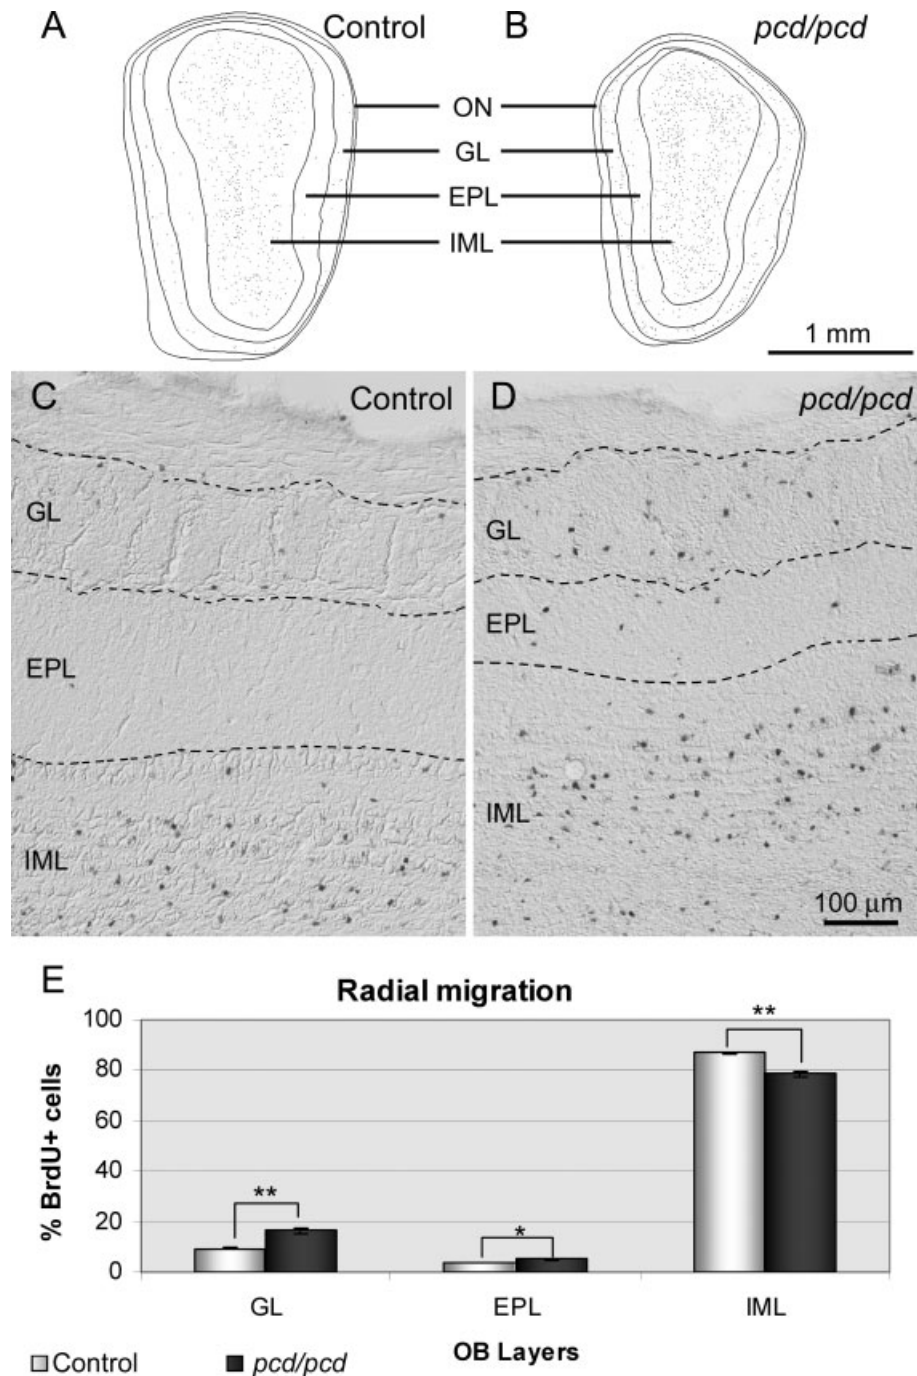 A Control B pcd/pcd
ON
GL
EPL
IML
1 mm
C Control D pcd/pcd
GL GL
EPL EPL
IML IML
100 µm
E
Radial migration
100
80
60
40
20
0
% BrdU+ cells
** * **
GL EPL IML
OB Layers
Control pcd/pcd